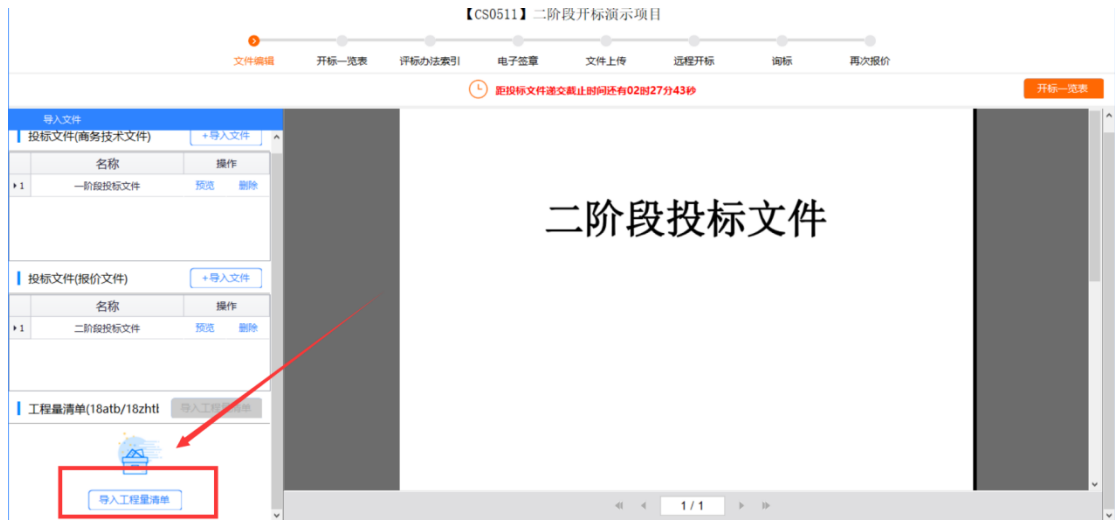 【CS0511】二阶段开标演示项目
文件编辑 开标一览表 评标办法索引 电子签章 文件上传 远程开标 询标 再次报价
距投标文件递交截止时间还有02时27分43秒
开标一览表
导入文件
投标文件(商务技术文件) +导入文件
名称 操作
1 一阶段投标文件 预览 删除
投标文件(报价文件) +导入文件
名称 操作
1 二阶段投标文件 预览 删除
工程量清单(18atb/18zhtb 导入工程量清单
导入工程量清单
二阶段投标文件
1 / 1